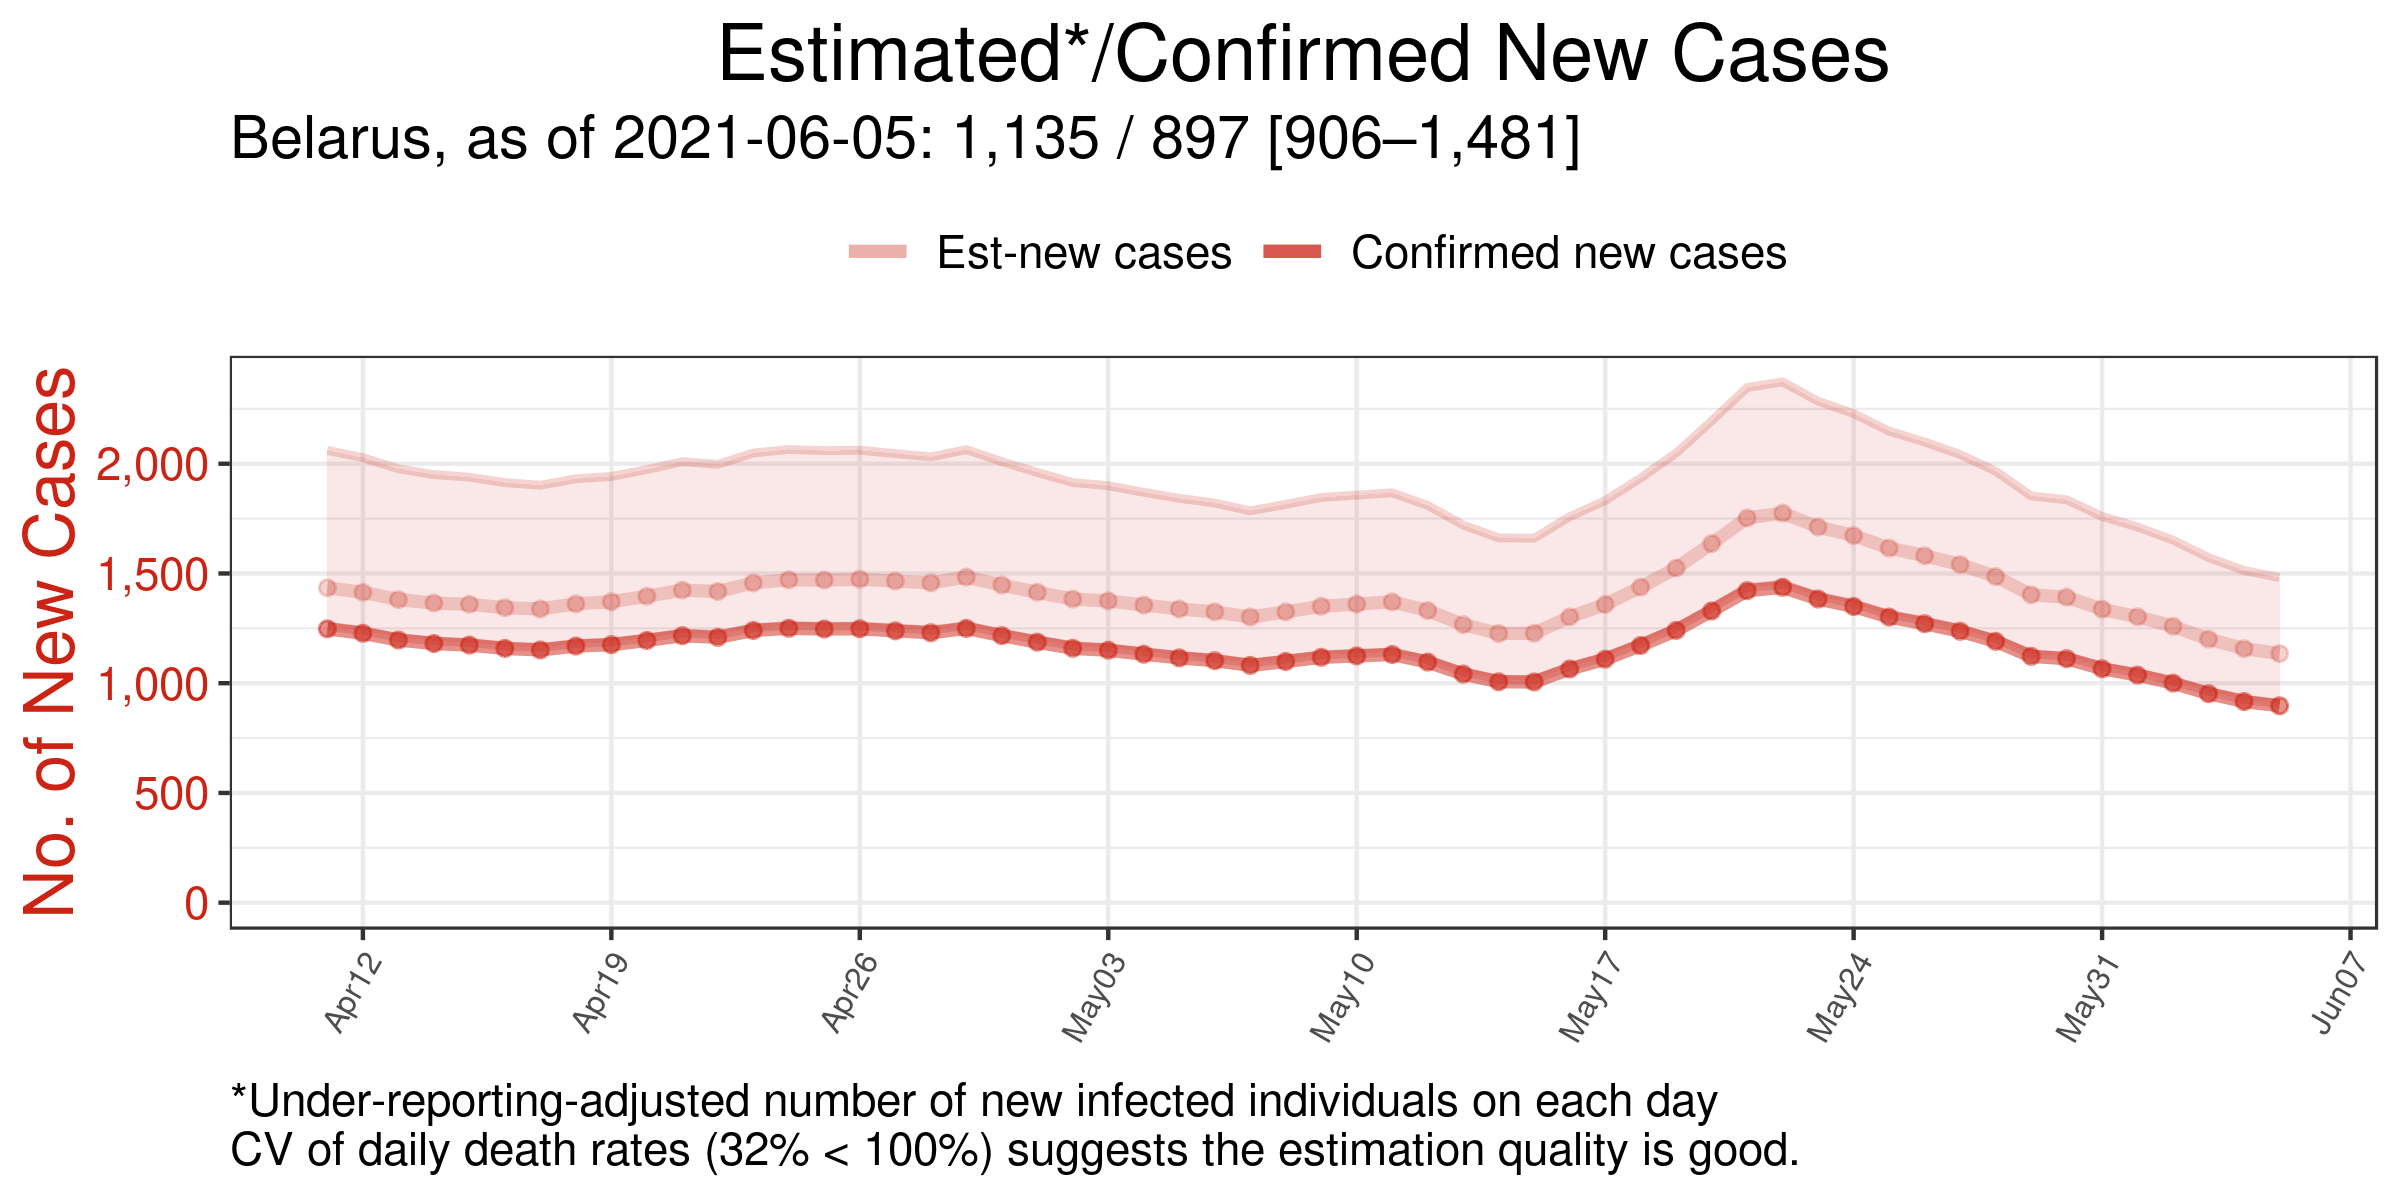 Estimated*/Confirmed New Cases
Belarus, as of 2021-06-05: 1,135 / 897 [906–1,481]
Est-new cases
Confirmed new cases
No. of New Cases
2,000
1,500
1,000
500
0
Apr12
Apr19
Apr26
May03
May10
May17
May24
May31
Jun07
*Under-reporting-adjusted number of new infected individuals on each day
CV of daily death rates (32% < 100%) suggests the estimation quality is good.